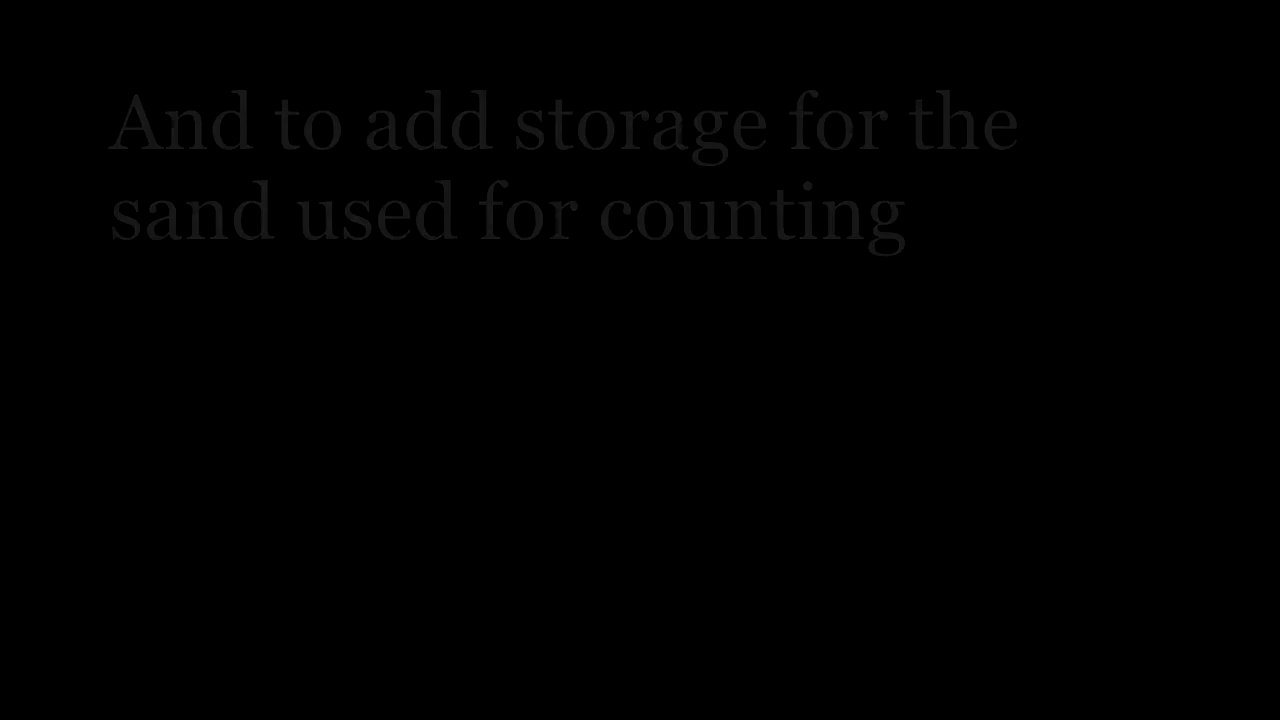 And to add storage for the
sand used for counting